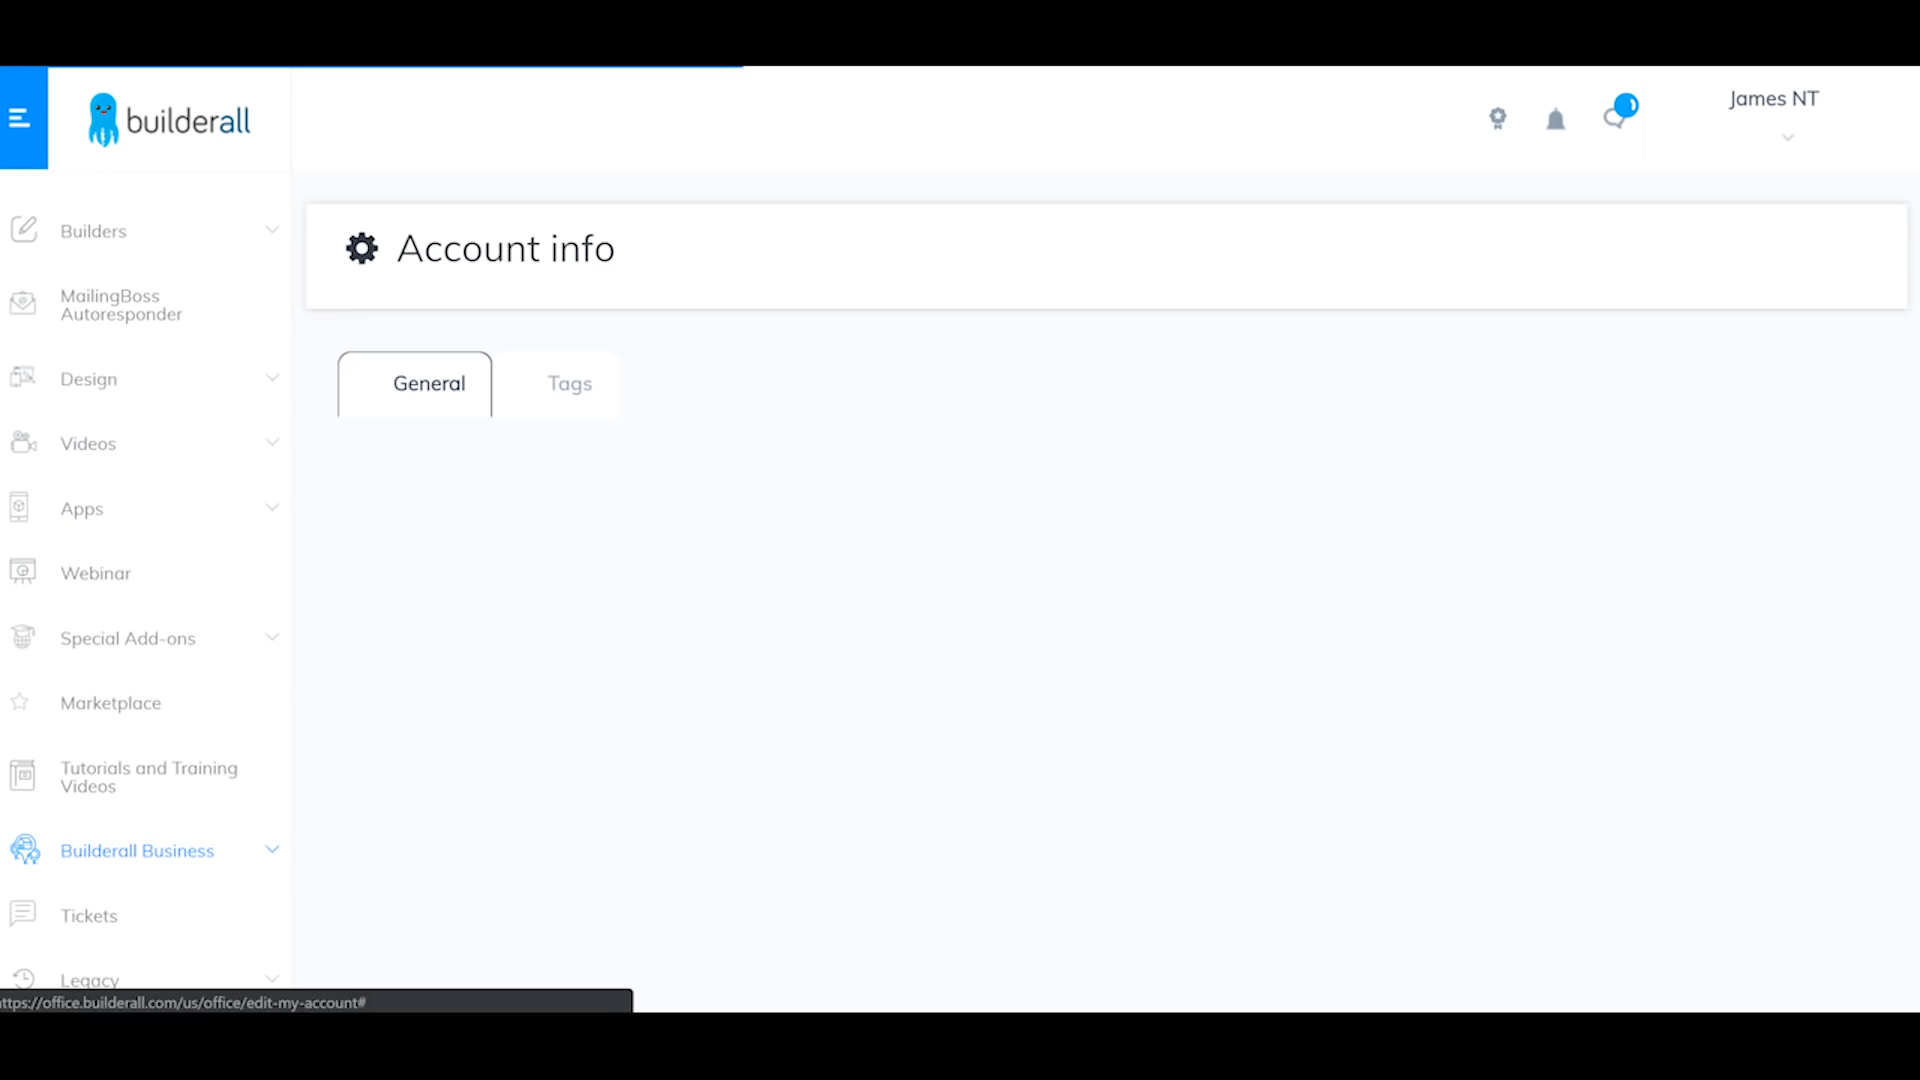 builderall
James NT
Builders
Account info
MailingBoss
Autoresponder
Design
General
Tags
Videos
Apps
Webinar
Special Add-ons
Marketplace
Tutorials and Training
Videos
Builderall Business
Tickets
Legacy
ttps://office.builderall.com/us/office/edit-my-account#